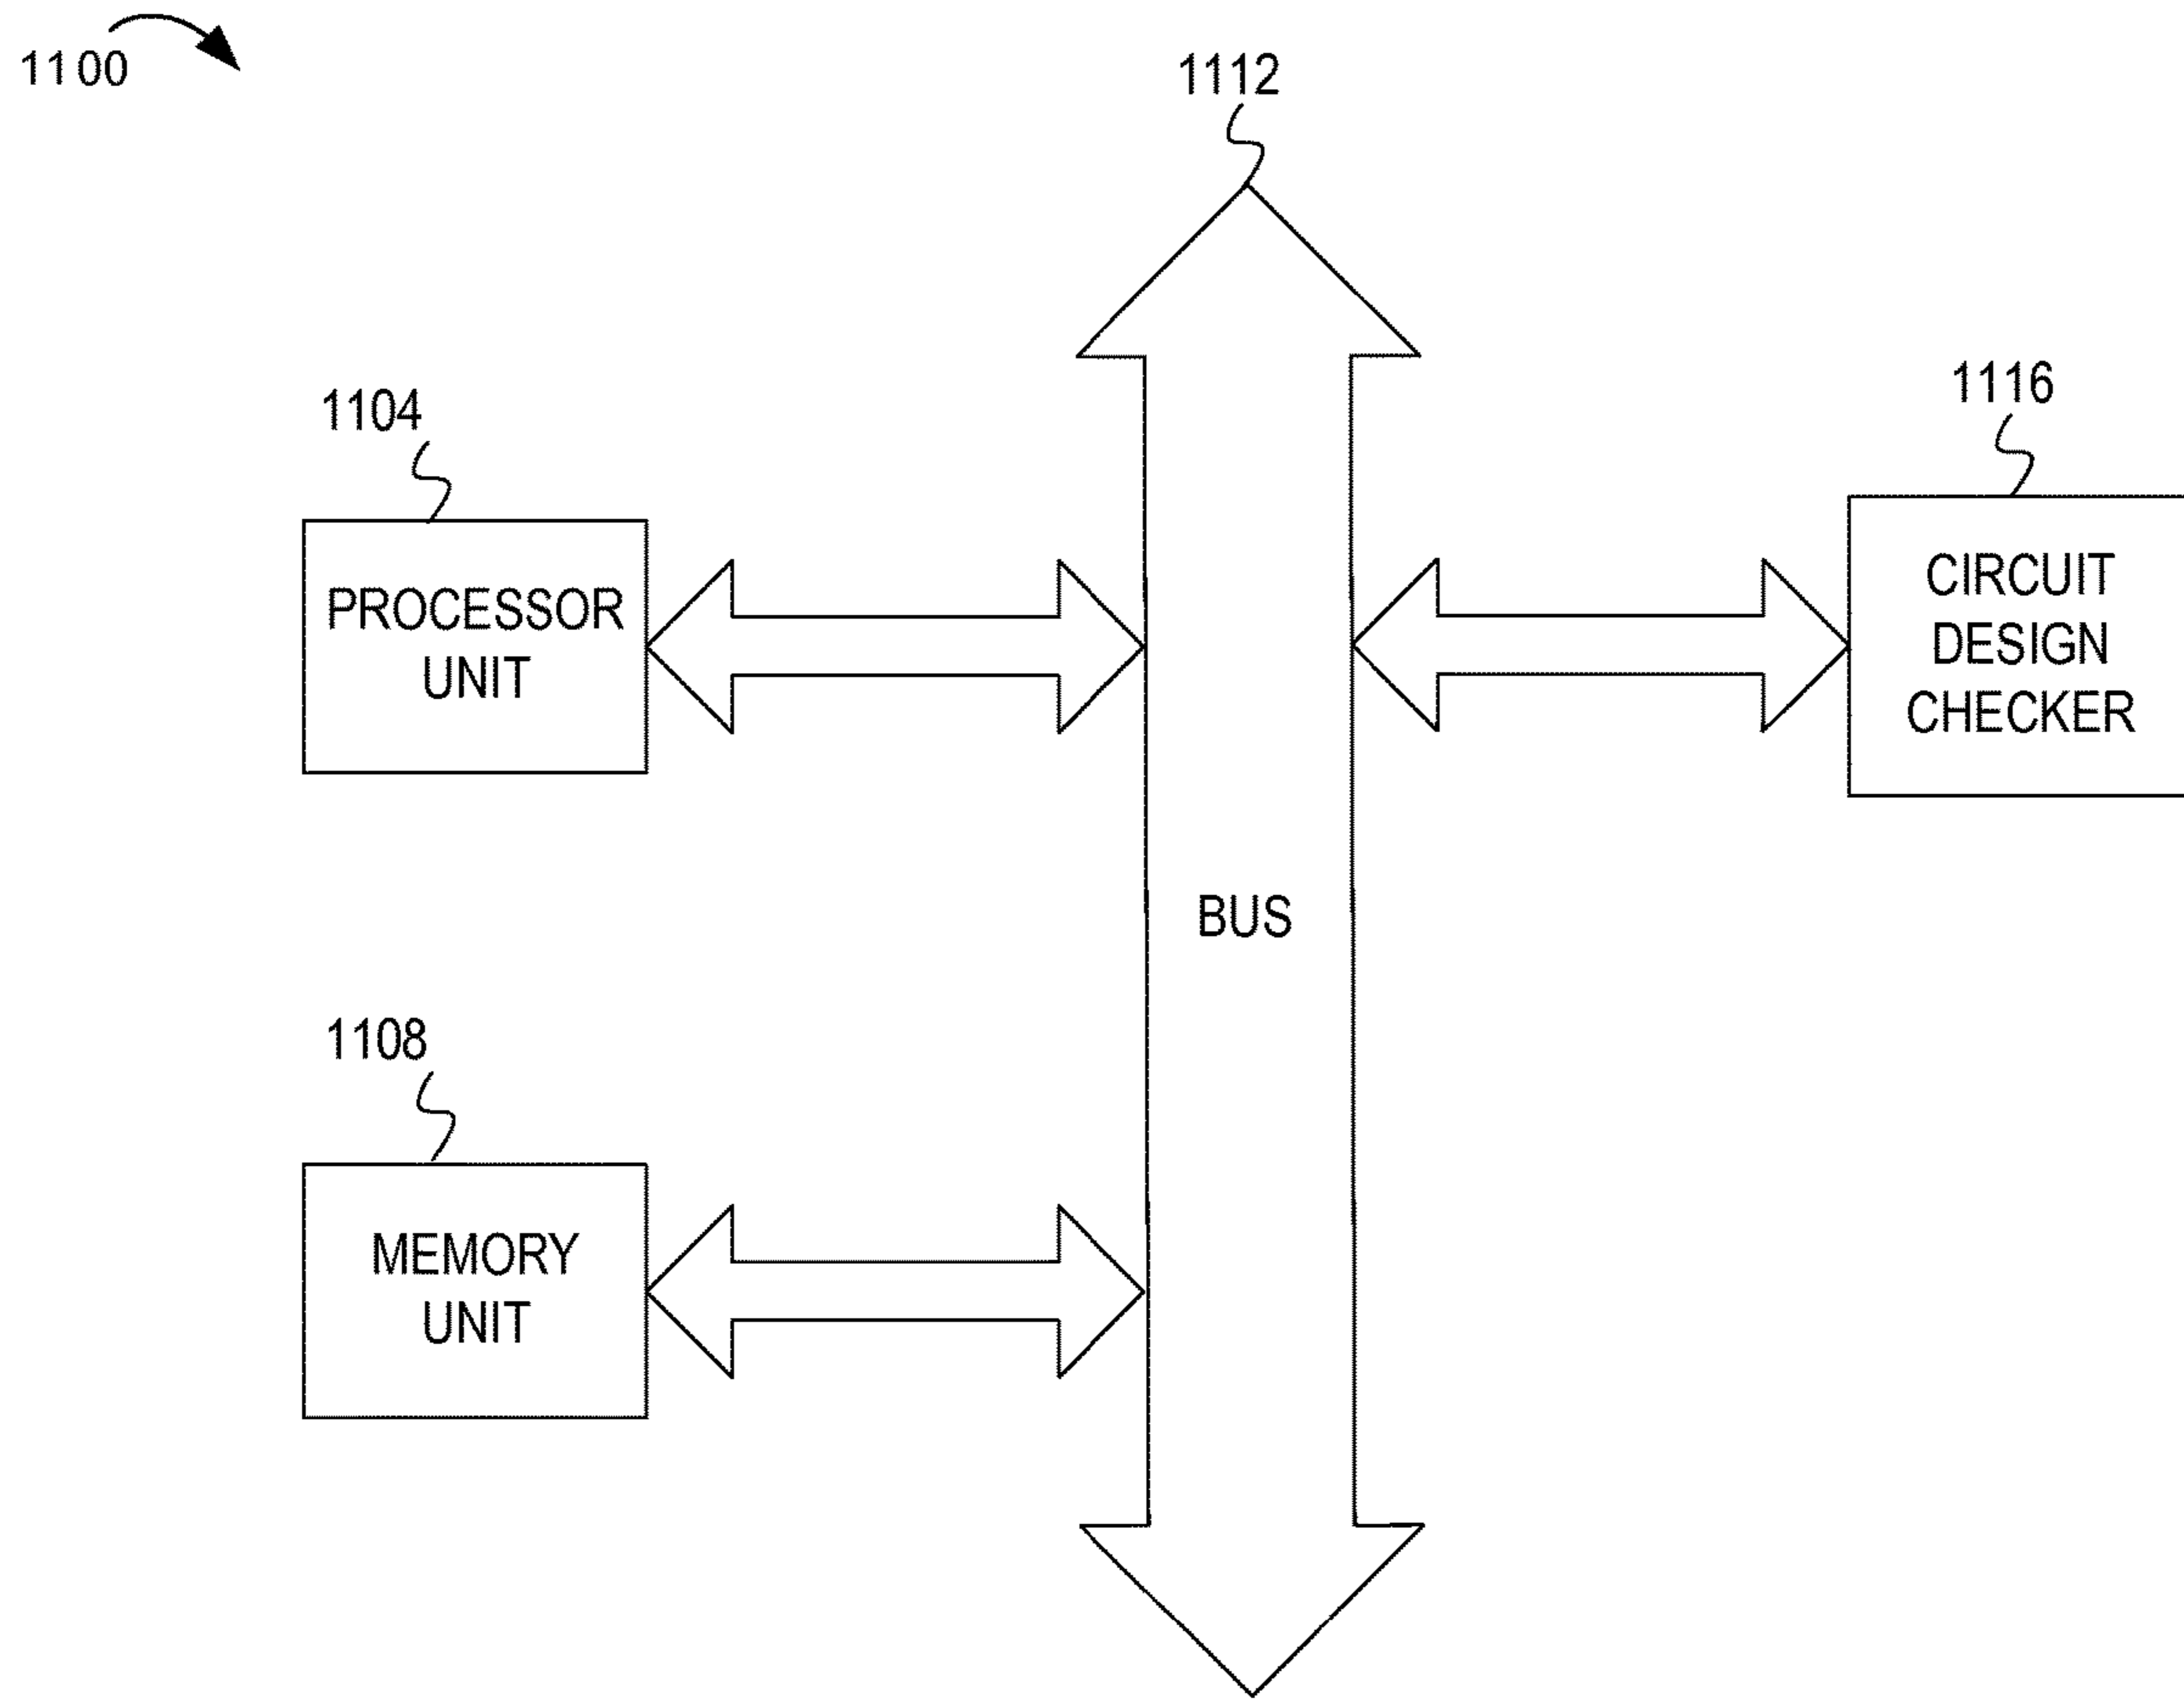 1100
1112
1104
1116
PROCESSOR
UNIT
CIRCUIT
DESIGN
CHECKER
BUS
1108
MEMORY
UNIT